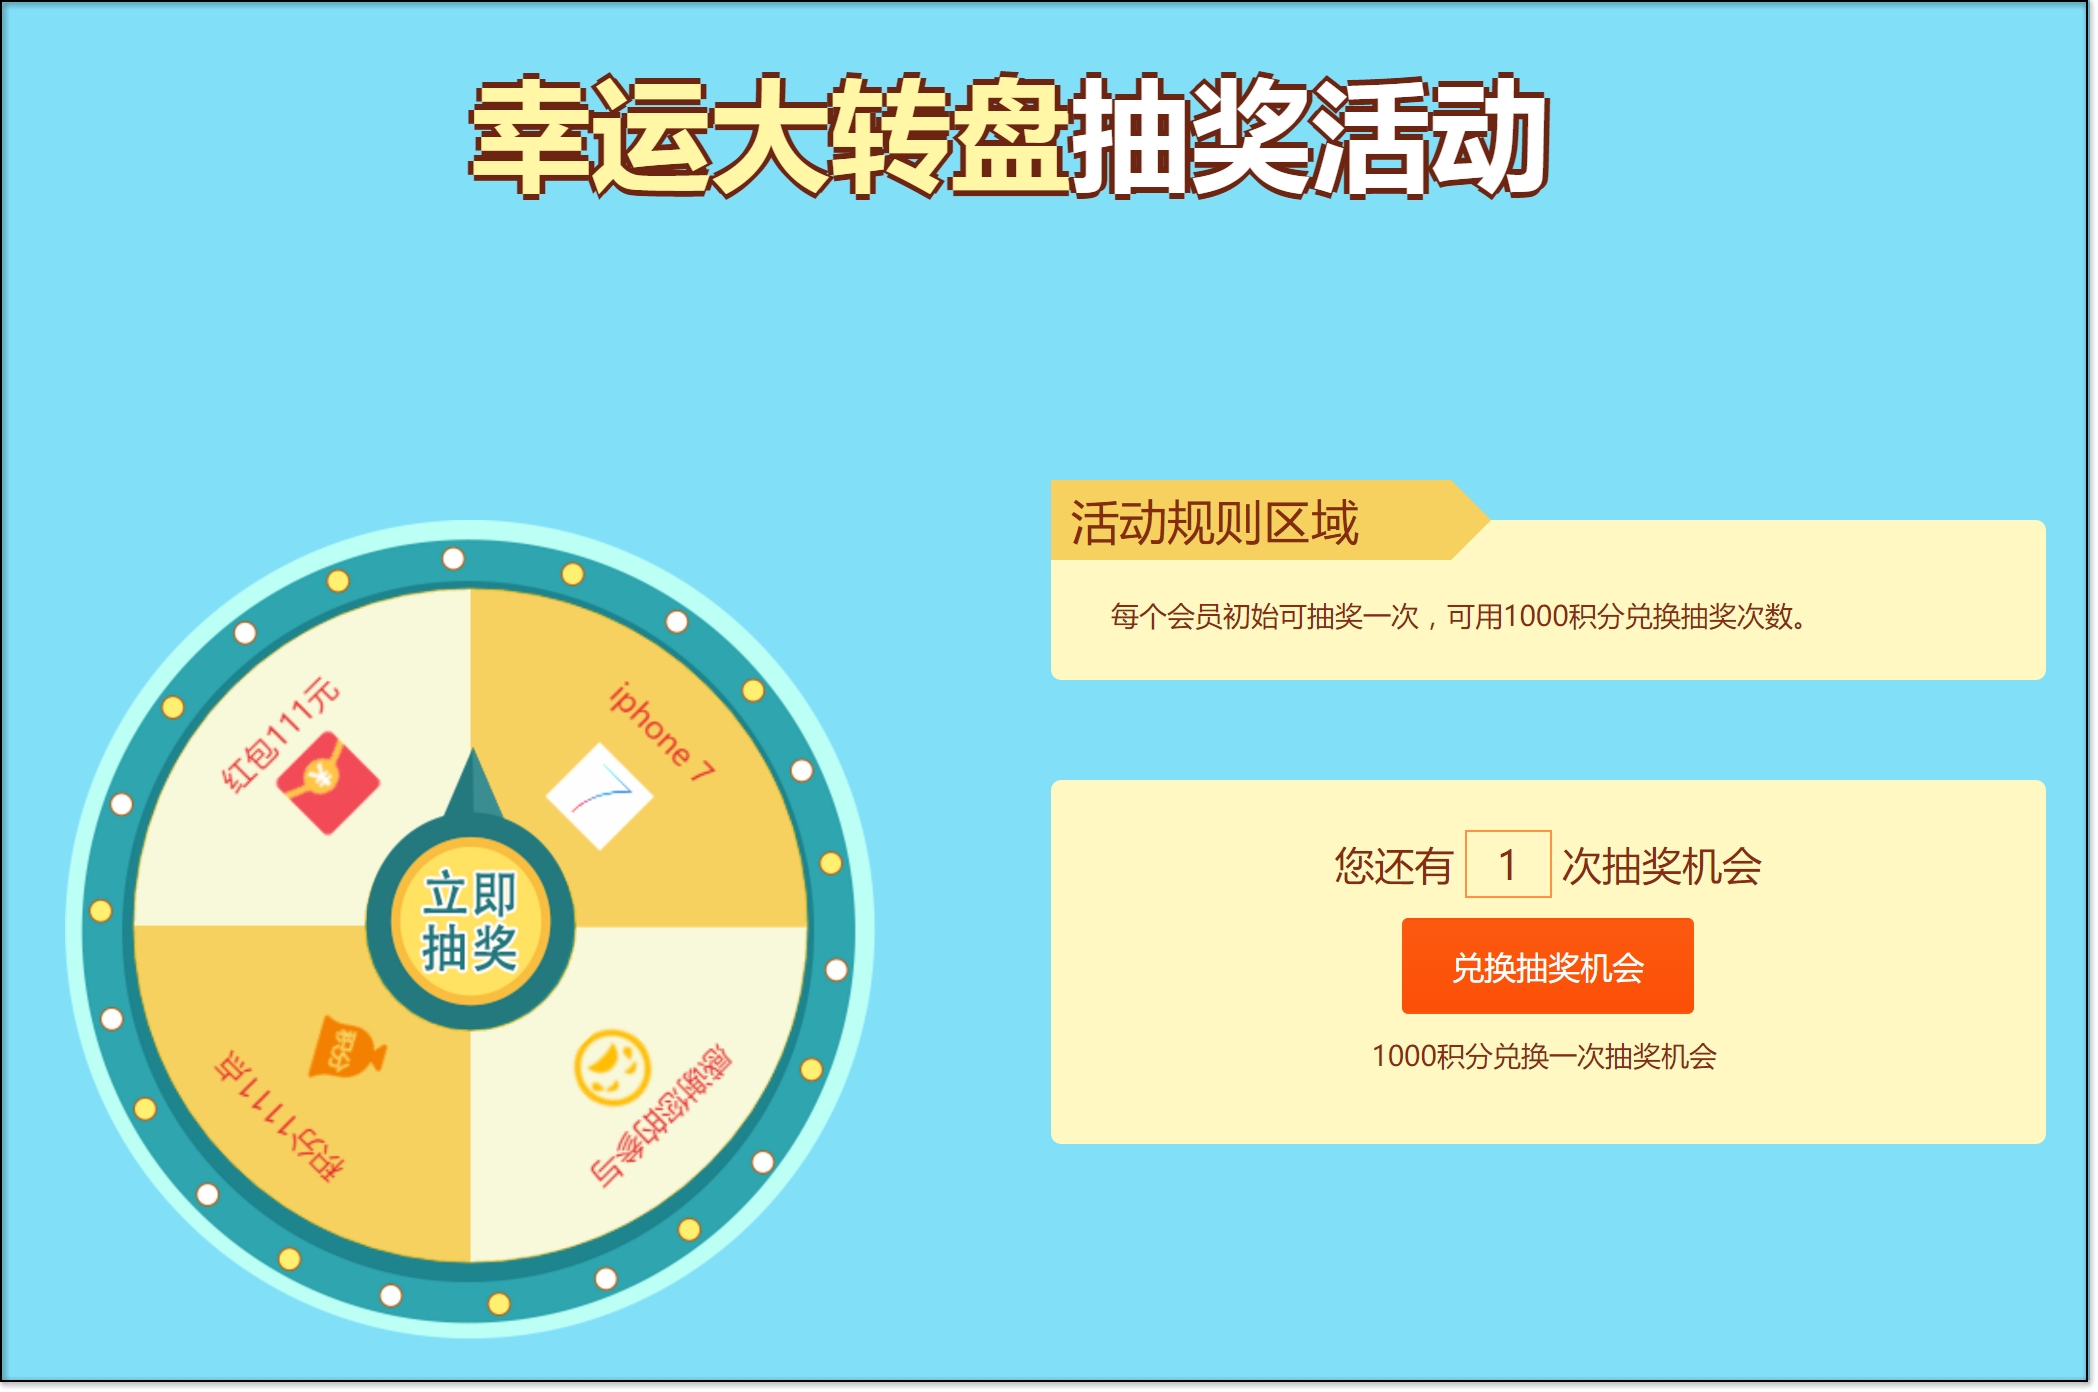 幸运大转盘抽奖活动
活动规则区域
每个会员初始可抽奖一次，可用1000积分兑换抽奖次数。
红包111元
iphone 7
立即
抽奖
积分
积分1111点
感谢您的参与
您还有 1 次抽奖机会
兑换抽奖机会
1000积分兑换一次抽奖机会